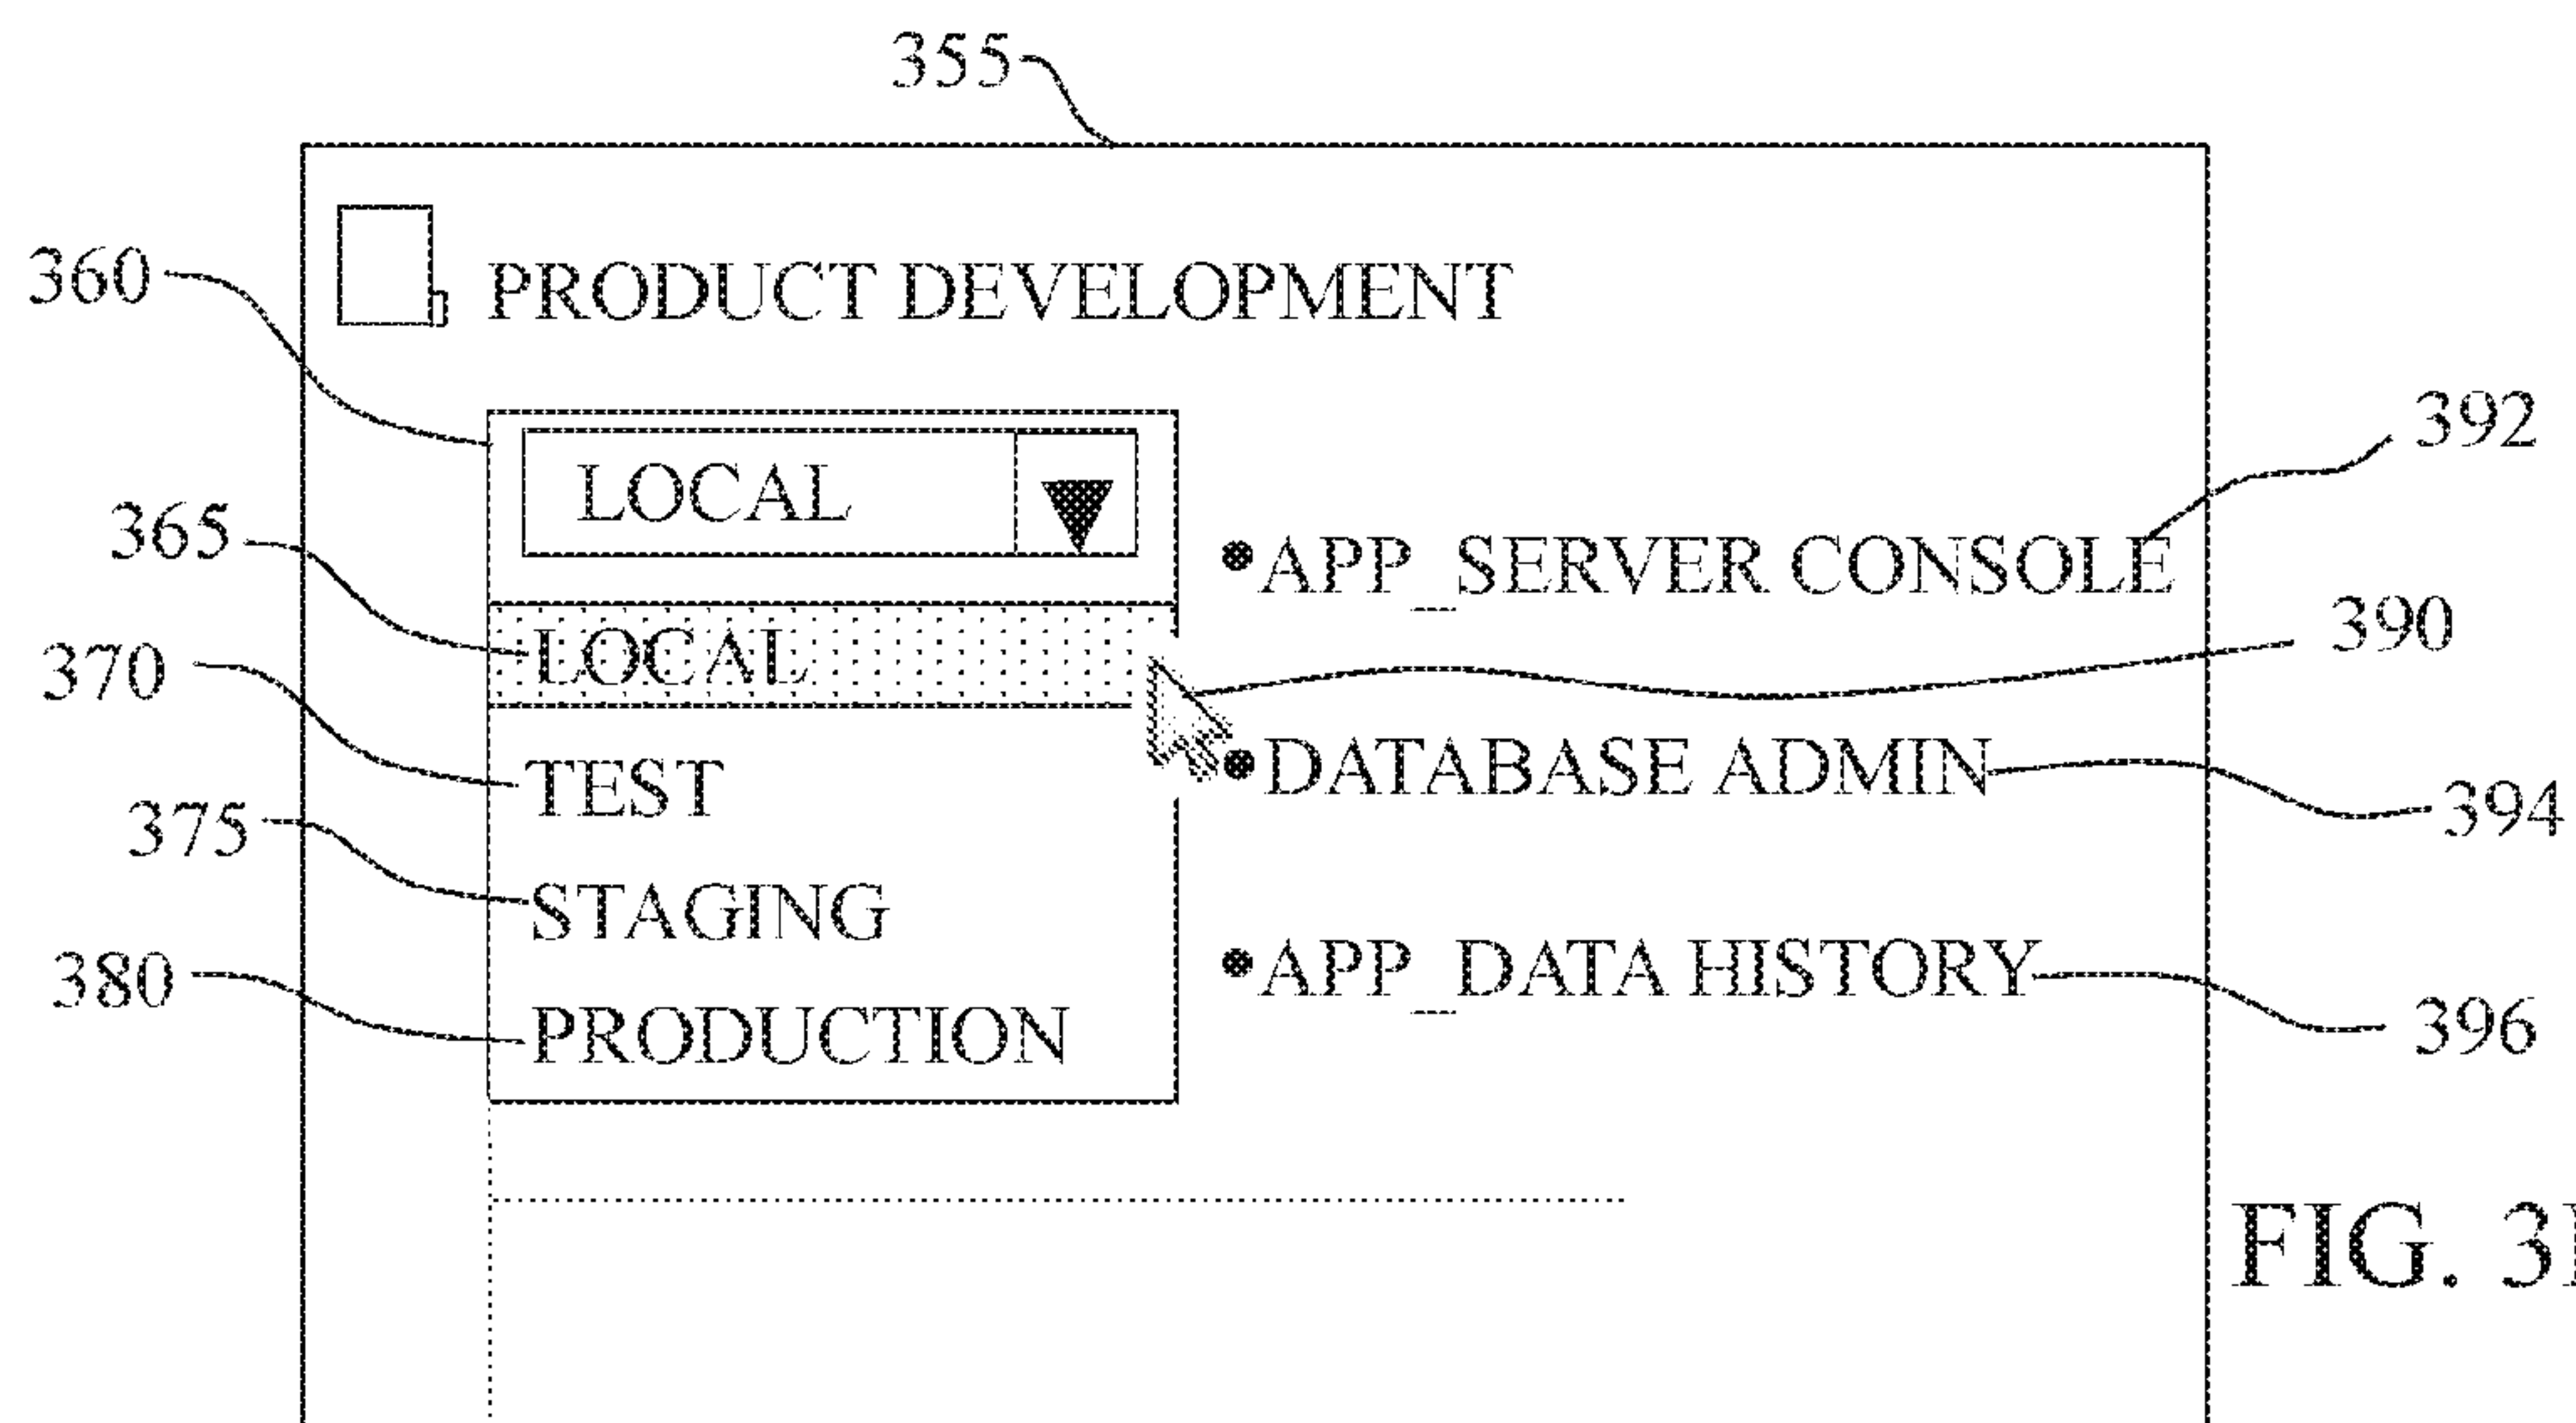 355
360
PRODUCT DEVELOPMENT
392
LOCAL
365
•APP_SERVER CONSOLE
390
LOCAL
370
•DATABASE ADMIN
TEST
394
375
STAGING
•APP_DATA HISTORY
380
396
PRODUCTION
FIG.